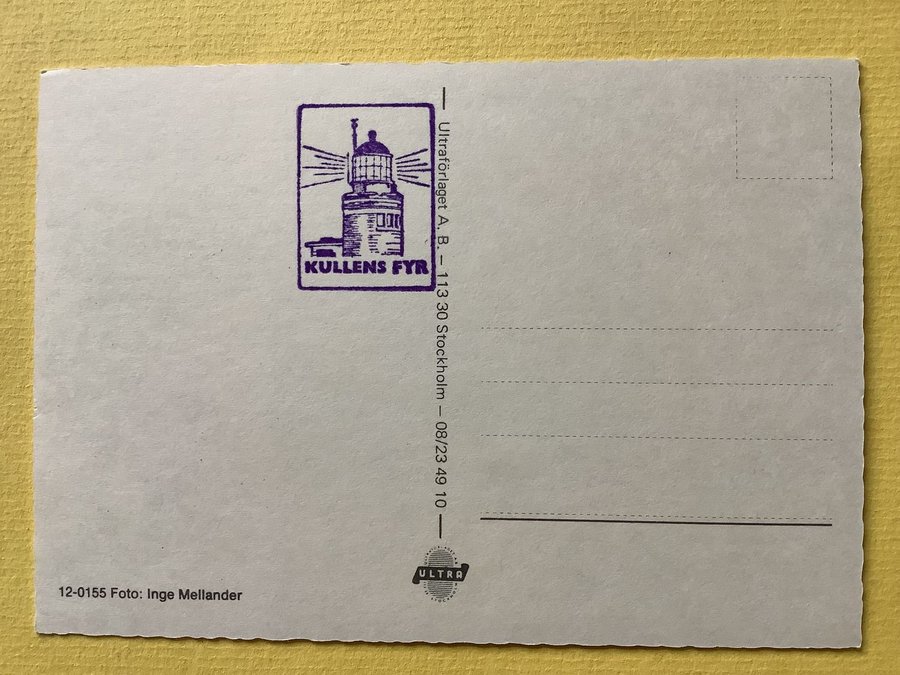 KULLENS FYR
Ultraförlaget A. B. – 113 30 Stockholm – 08/23 49 10
ULTRA
12-0155 Foto: Inge Mellander